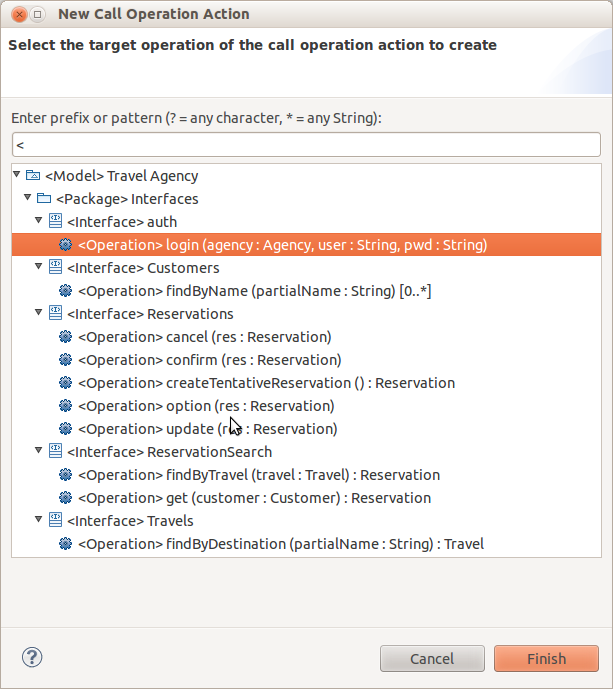 New Call Operation Action
Select the target operation of the call operation action to create
Enter prefix or pattern (? = any character, * = any String):
<
<Model> Travel Agency
<Package> Interfaces
<Interface> auth
<Operation> login (agency : Agency, user : String, pwd : String)
<Interface> Customers
<Operation> findByName (partialName : String) [0..*]
<Interface> Reservations
<Operation> cancel (res : Reservation)
<Operation> confirm (res : Reservation)
<Operation> createTentativeReservation () : Reservation
<Operation> option (res : Reservation)
<Operation> update (res : Reservation)
<Interface> ReservationSearch
<Operation> findByTravel (travel : Travel) : Reservation
<Operation> get (customer : Customer) : Reservation
<Interface> Travels
<Operation> findByDestination (partialName : String) : Travel
?
Cancel
Finish